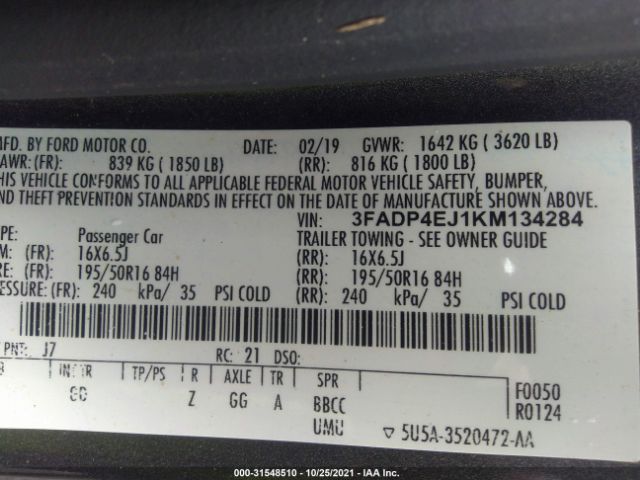 MFD. BY FORD MOTOR CO. DATE: 02/19 GVWR: 1642 KG ( 3620 LB)
AWR: (FR): 839 KG ( 1850 LB) (RR): 816 KG ( 1800 LB)
THIS VEHICLE CONFORMS TO ALL APPLICABLE FEDERAL MOTOR VEHICLE SAFETY, BUMPER,
AND THEFT PREVENTION STANDARDS IN EFFECT ON THE DATE OF MANUFACTURE SHOWN ABOVE.
VIN: 3FADP4EJ1KM134284
PE: Passenger Car TRAILER TOWING - SEE OWNER GUIDE
M: (FR) 16X6.5J (RR): 16X6.5J
RE: (FR) 195/50R16 84H (RR): 195/50R16 84H
ESSURE: (FR) 240 kPa/ 35 PSI COLD (RR): 240 kPa/ 35 PSI COLD
PNT: J7 RC: 21 DSO:
INT TR TP/PS R AXLE TR SPR F0050
Z GG A BBCC R0124
UMU 5U5A-3520472-AA
000-31548510 - 10/25/2021 - IAA Inc.